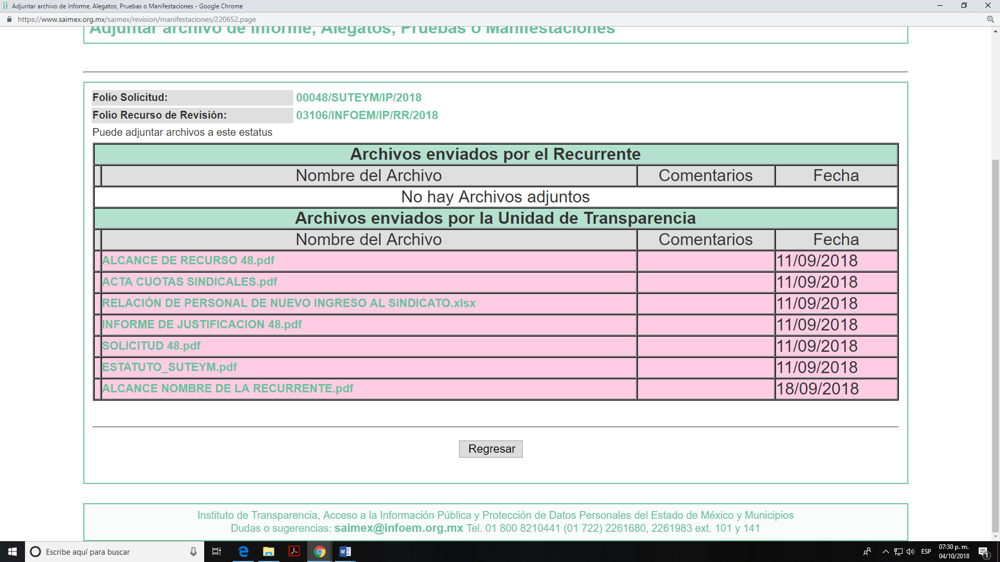 Adjuntar archivo de Informe, Alegatos, Pruebas o Manifestaciones - Google Chrome
https://www.saimex.org.mx/saimex/revision/manifestaciones/220652.page
Adjuntar archivo de Informe, Alegatos, Pruebas o Manifestaciones
Folio Solicitud: 00048/SUTEYM/IP/2018
Folio Recurso de Revisión: 03106/INFOEM/IP/RR/2018
Puede adjuntar archivos a este estatus
Archivos enviados por el Recurrente
Nombre del Archivo Comentarios Fecha
No hay Archivos adjuntos
Archivos enviados por la Unidad de Transparencia
Nombre del Archivo Comentarios Fecha
ALCANCE DE RECURSO 48.pdf 11/09/2018
ACTA CUOTAS SINDICALES.pdf 11/09/2018
RELACIÓN DE PERSONAL DE NUEVO INGRESO AL SINDICATO.xlsx 11/09/2018
INFORME DE JUSTIFICACION 48.pdf 11/09/2018
SOLICITUD 48.pdf 11/09/2018
ESTATUTO_SUTEYM.pdf 11/09/2018
ALCANCE NOMBRE DE LA RECURRENTE.pdf 18/09/2018
Regresar
Instituto de Transparencia, Acceso a la Información Pública y Protección de Datos Personales del Estado de México y Municipios
Dudas o sugerencias: saimex@infoem.org.mx Tel. 01 800 8210441 (01 722) 2261680, 2261983 ext. 101 y 141
Escribe aquí para buscar
ESP
07:30 p. m.
04/10/2018
1